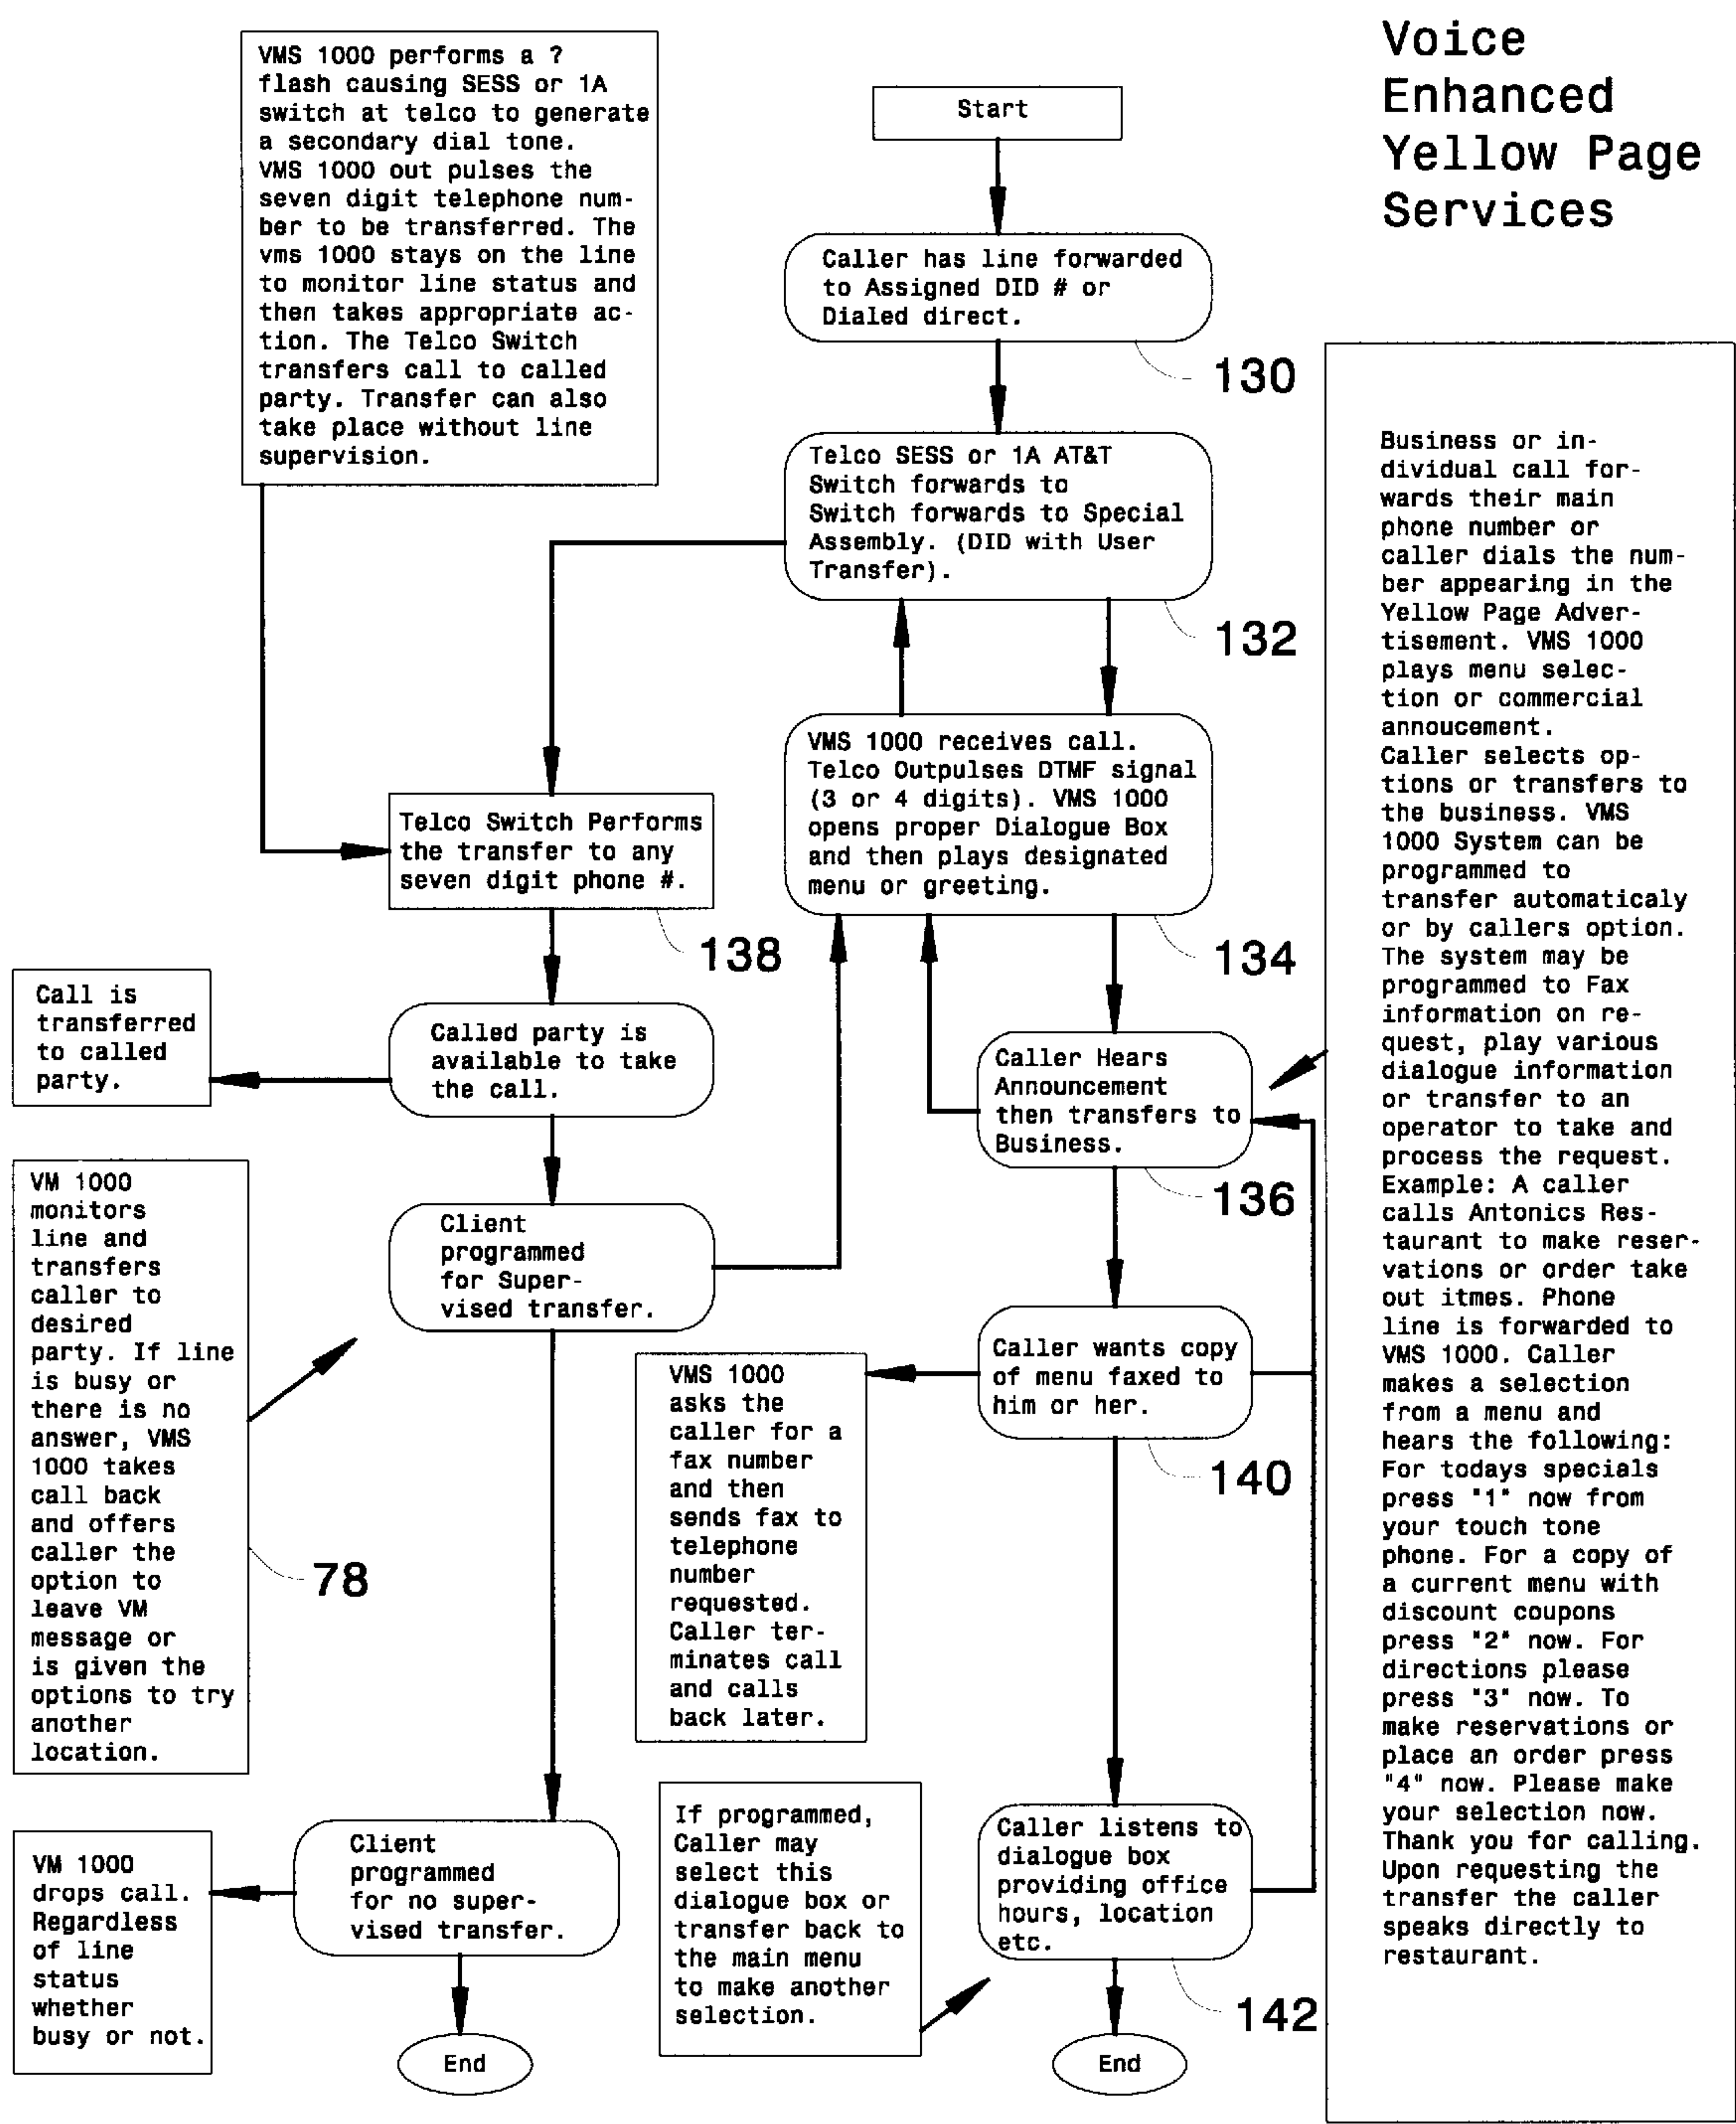 Voice
Enhanced
Yellow Page
Services
VMS 1000 performs a ?
flash causing SESS or 1A
switch at telco to generate
a secondary dial tone.
VMS 1000 out pulses the
seven digit telephone num-
ber to be transferred. The
vms 1000 stays on the line
to monitor line status and
then takes appropriate ac-
tion. The Telco Switch
transfers call to called
party. Transfer can also
take place without line
supervision.
Start
Caller has line forwarded
to Assigned DID # or
Dialed direct.
130
Telco SESS or 1A AT&T
Switch forwards to
Switch forwards to Special
Assembly. (DID with User
Transfer).
132
VMS 1000 receives call.
Telco Outpulses DTMF signal
(3 or 4 digits). VMS 1000
opens proper Dialogue Box
and then plays designated
menu or greeting.
134
Telco Switch Performs
the transfer to any
seven digit phone #.
138
Call is
transferred
to called
party.
Called party is
available to take
the call.
Caller Hears
Announcement
then transfers to
Business.
136
VM 1000
monitors
line and
transfers
caller to
desired
party. If line
is busy or
there is no
answer, VMS
1000 takes
call back
and offers
caller the
option to
leave VM
message or
is given the
options to try
another
location.
78
Client
programmed
for Super-
vised transfer.
VMS 1000
asks the
caller for a
fax number
and then
sends fax to
telephone
number
requested.
Caller ter-
minates call
and calls
back later.
Caller wants copy
of menu faxed to
him or her.
140
VM 1000
drops call.
Regardless
of line
status
whether
busy or not.
Client
programmed
for no super-
vised transfer.
End
If programmed,
Caller may
select this
dialogue box or
transfer back to
the main menu
to make another
selection.
Caller listens to
dialogue box
providing office
hours, location
etc.
142
End
Business or in-
dividual call for-
wards their main
phone number or
caller dials the num-
ber appearing in the
Yellow Page Adver-
tisement. VMS 1000
plays menu selec-
tion or commercial
annoucement.
Caller selects op-
tions or transfers to
the business. VMS
1000 System can be
programmed to
transfer automaticaly
or by callers option.
The system may be
programmed to Fax
information on re-
quest, play various
dialogue information
or transfer to an
operator to take and
process the request.
Example: A caller
calls Antonics Res-
taurant to make reser-
vations or order take
out itmes. Phone
line is forwarded to
VMS 1000. Caller
makes a selection
from a menu and
hears the following:
For todays specials
press "1" now from
your touch tone
phone. For a copy of
a current menu with
discount coupons
press "2" now. For
directions please
press "3" now. To
make reservations or
place an order press
"4" now. Please make
your selection now.
Thank you for calling.
Upon requesting the
transfer the caller
speaks directly to
restaurant.